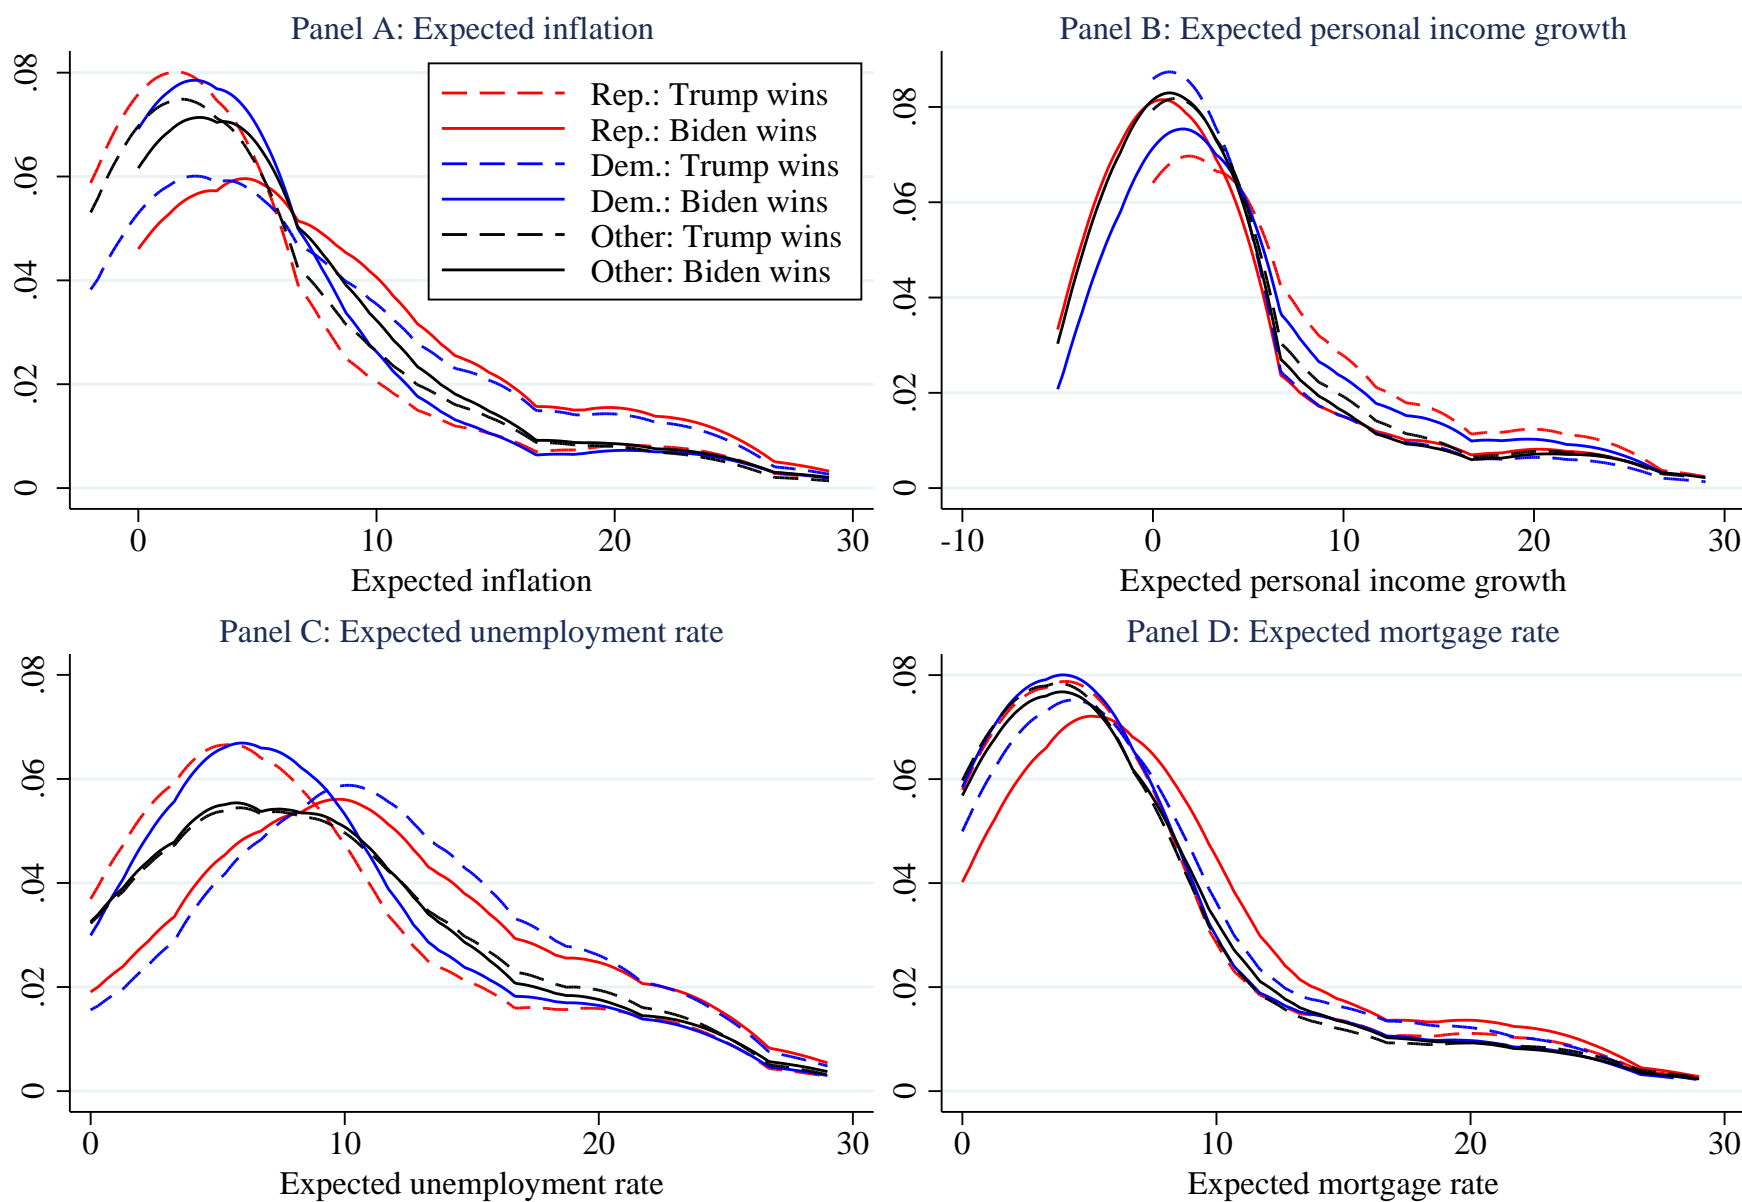 Panel A: Expected inflation
.08
.06
.04
.02
0
Rep.: Trump wins
Rep.: Biden wins
Dem.: Trump wins
Dem.: Biden wins
Other: Trump wins
Other: Biden wins
0 10 20 30
Expected inflation
Panel B: Expected personal income growth
.08
.06
.04
.02
0
-10 0 10 20 30
Expected personal income growth
Panel C: Expected unemployment rate
.08
.06
.04
.02
0
0 10 20 30
Expected unemployment rate
Panel D: Expected mortgage rate
.08
.06
.04
.02
0
0 10 20 30
Expected mortgage rate